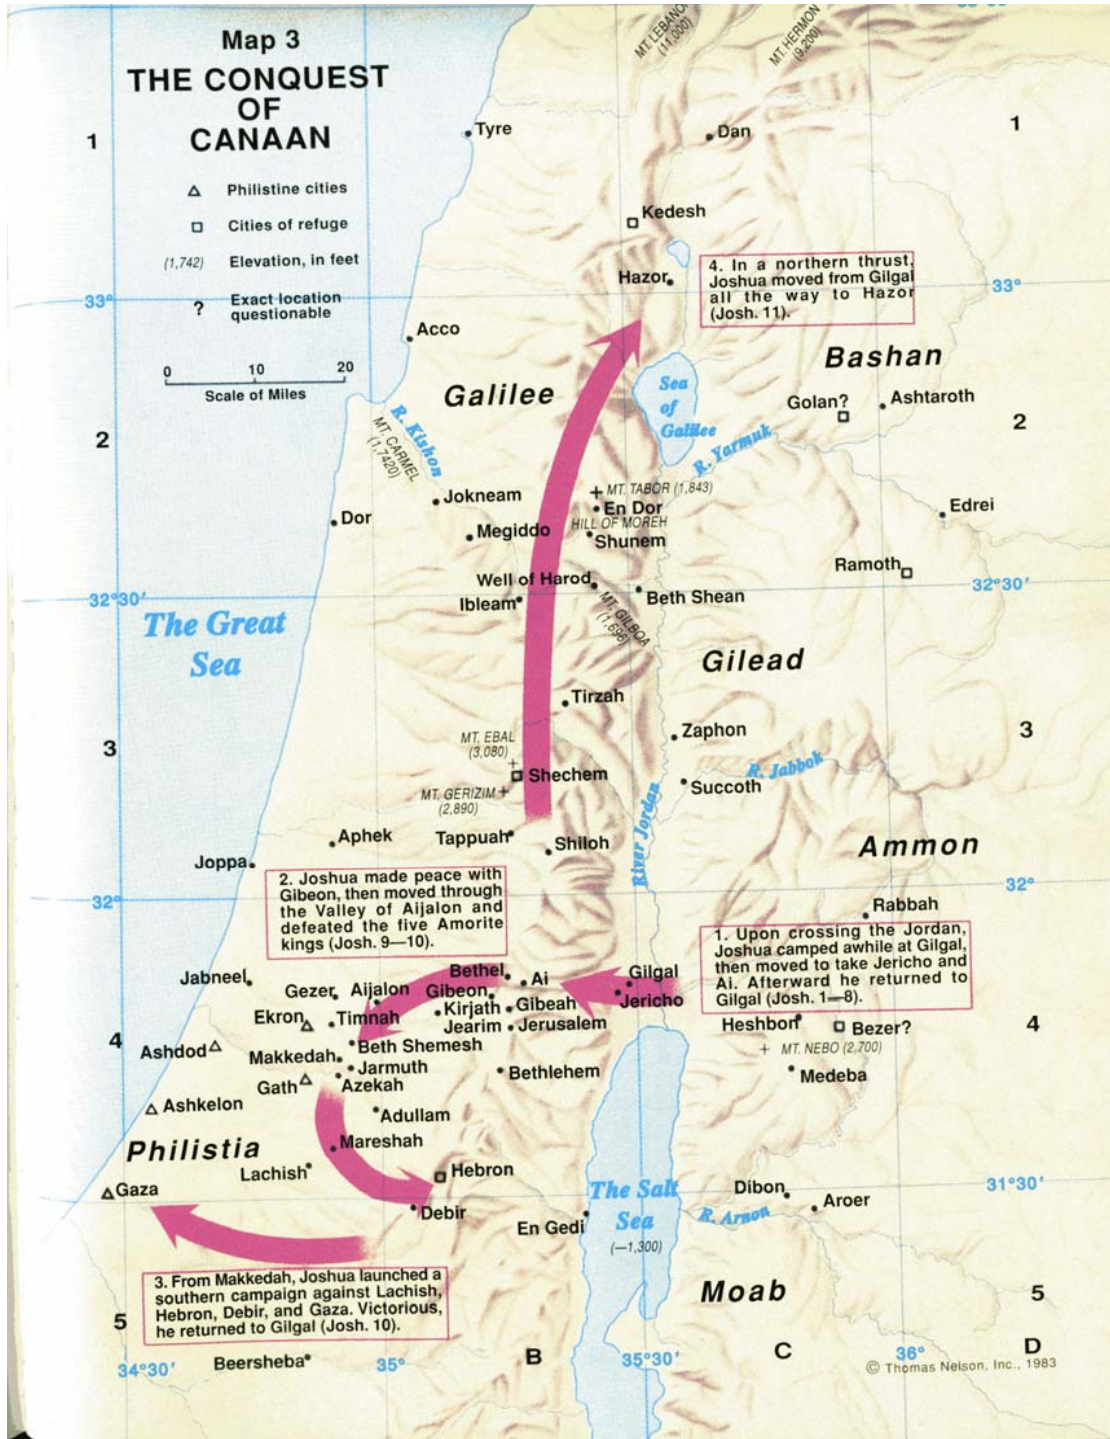 Map 3
THE CONQUEST
OF
CANAAN
Philistine cities
Cities of refuge
(1,742) Elevation, in feet
? Exact location
questionable
0 10 20
Scale of Miles
MT. LEBANON
(11,000)
MT. HERMON
(9,200)
1
Tyre
Dan
1
Kedesh
Hazor
4. In a northern thrust,
Joshua moved from Gilgal
all the way to Hazor
(Josh. 11).
33°
33°
Acco
Bashan
Galilee
Sea
of
Galilee
Golan?
Ashtaroth
2
2
R. Kishon
MT. CARMEL
(1,7420)
R. Yarmuk
Jokneam
MT. TABOR (1,843)
En Dor
Edrei
Dor
Megiddo
HILL OF MOREH
Shunem
Ramoth
Well of Harod
32°30'
32°30'
Ibleam
Beth Shean
MT. GILBOA
(1,696)
The Great
Sea
Gilead
Tirzah
Zaphon
3
3
MT. EBAL
(3,080)
Shechem
R. Jabbok
Succoth
MT. GERIZIM
(2,890)
River Jordan
Aphek
Tappuah
Shiloh
Ammon
Joppa
2. Joshua made peace with
Gibeon, then moved through
the Valley of Aijalon and
defeated the five Amorite
kings (Josh. 9—10).
32°
32°
Rabbah
1. Upon crossing the Jordan,
Joshua camped awhile at Gilgal,
then moved to take Jericho and
Ai. Afterward he returned to
Gilgal (Josh. 1—8).
Jabneel
Bethel
Ai
Gilgal
Gezer
Aijalon
Gibeon
Jericho
Ekron
Timnah
Kirjath
Jearim
Gibeah
Jerusalem
Heshbon
Bezer?
4
4
Ashdod
Makkedah
Beth Shemesh
MT. NEBO (2,700)
Jarmuth
Bethlehem
Medeba
Gath
Azekah
Ashkelon
Adullam
Philistia
Mareshah
Lachish
Hebron
Gaza
The Salt
Sea
(—1,300)
Dibon
31°30'
Aroer
Debir
En Gedi
R. Arnon
3. From Makkedah, Joshua launched a
southern campaign against Lachish,
Hebron, Debir, and Gaza. Victorious,
he returned to Gilgal (Josh. 10).
Moab
5
5
Beersheba
34°30'
35°
B
35°30'
C
36°
D
© Thomas Nelson, Inc., 1983